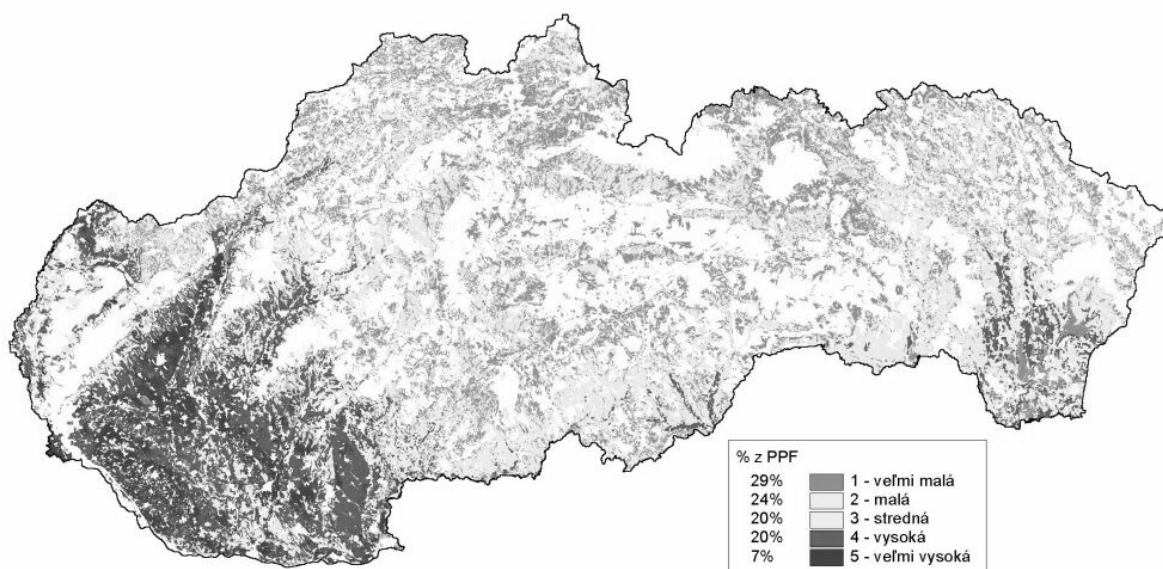 % z PPF
29% 1 - veľmi malá
24% 2 - malá
20% 3 - stredná
20% 4 - vysoká
7% 5 - veľmi vysoká